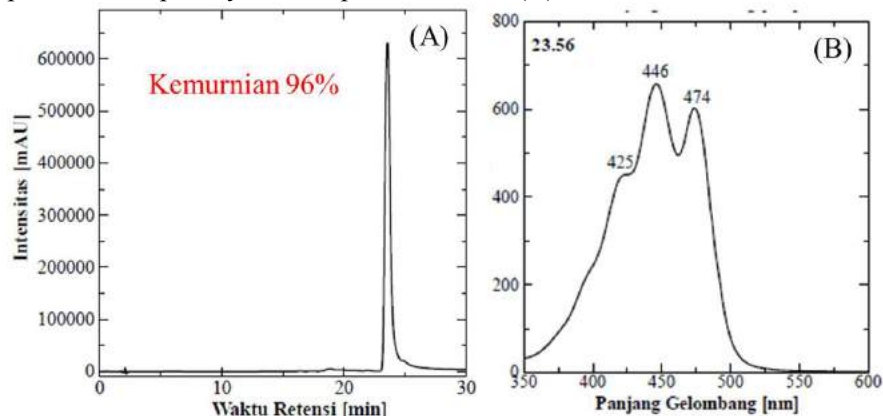 (A)
Kemurnian 96%
Intensitas [mAU]
600000
500000
400000
300000
200000
100000
0
0 10 20 30
Waktu Retensi [min]
(B)
23.56
446
474
425
800
600
400
200
0
350 400 450 500 550 600
Panjang Gelombang [nm]